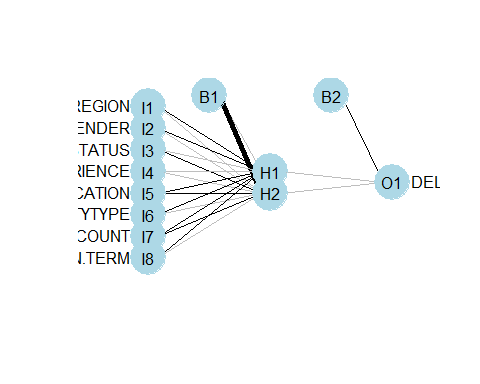 REGION I1 B1 B2
ENDER I2
TATUS I3
RIENCE I4 H1
CATION I5 H2 O1 DEL
TYTYPE I6
COUNT I7
N.TERM I8